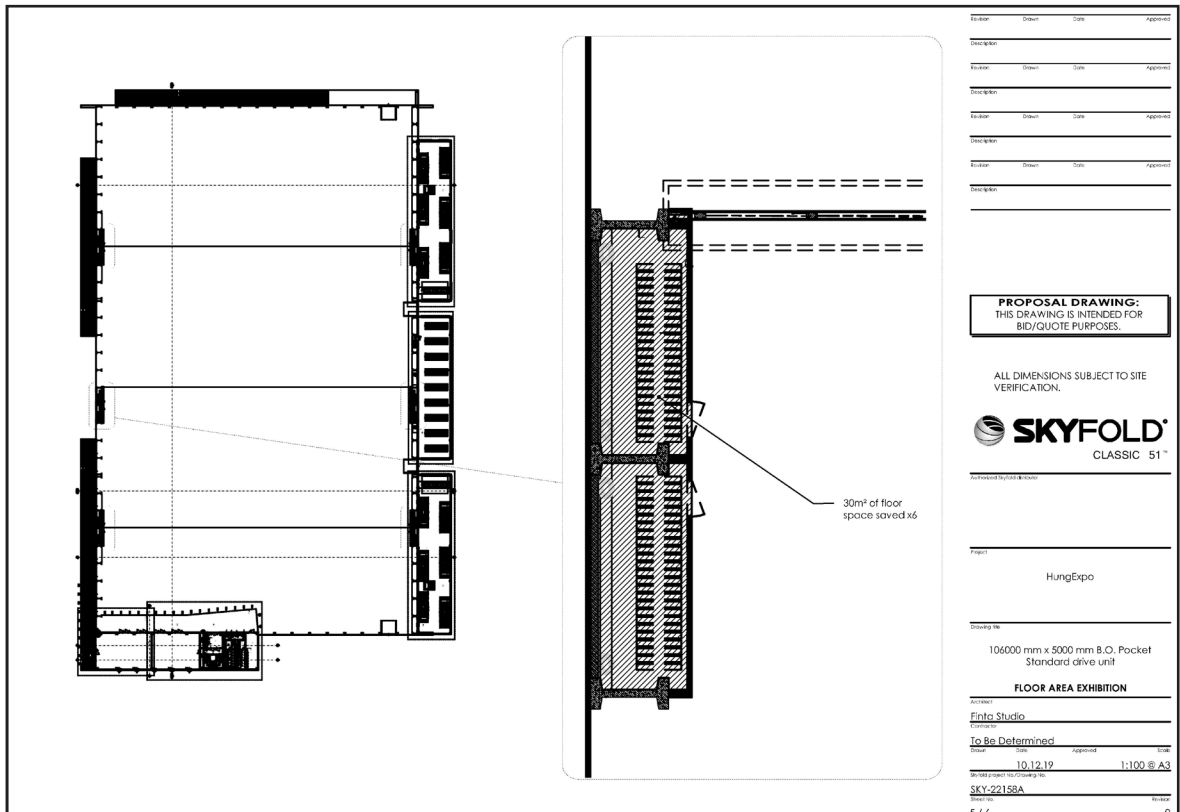 Revision Drawn Date Approved
Description
Revision Drawn Date Approved
Description
Revision Drawn Date Approved
Description
Revision Drawn Date Approved
Description
PROPOSAL DRAWING:
THIS DRAWING IS INTENDED FOR
BID/QUOTE PURPOSES.
ALL DIMENSIONS SUBJECT TO SITE
VERIFICATION.
SKYFOLD®
CLASSIC 51™
Authorized Skyfold distributor
30m² of floor
space saved x6
Project
HungExpo
Drawing title
106000 mm x 5000 mm B.O. Pocket
Standard drive unit
FLOOR AREA EXHIBITION
Architect
Finta Studio
Contractor
To Be Determined
Drawn Date Approved Scale
10.12.19 1:100 @ A3
Skyfold project No./Drawing No.
SKY-22158A
Sheet No. Revision